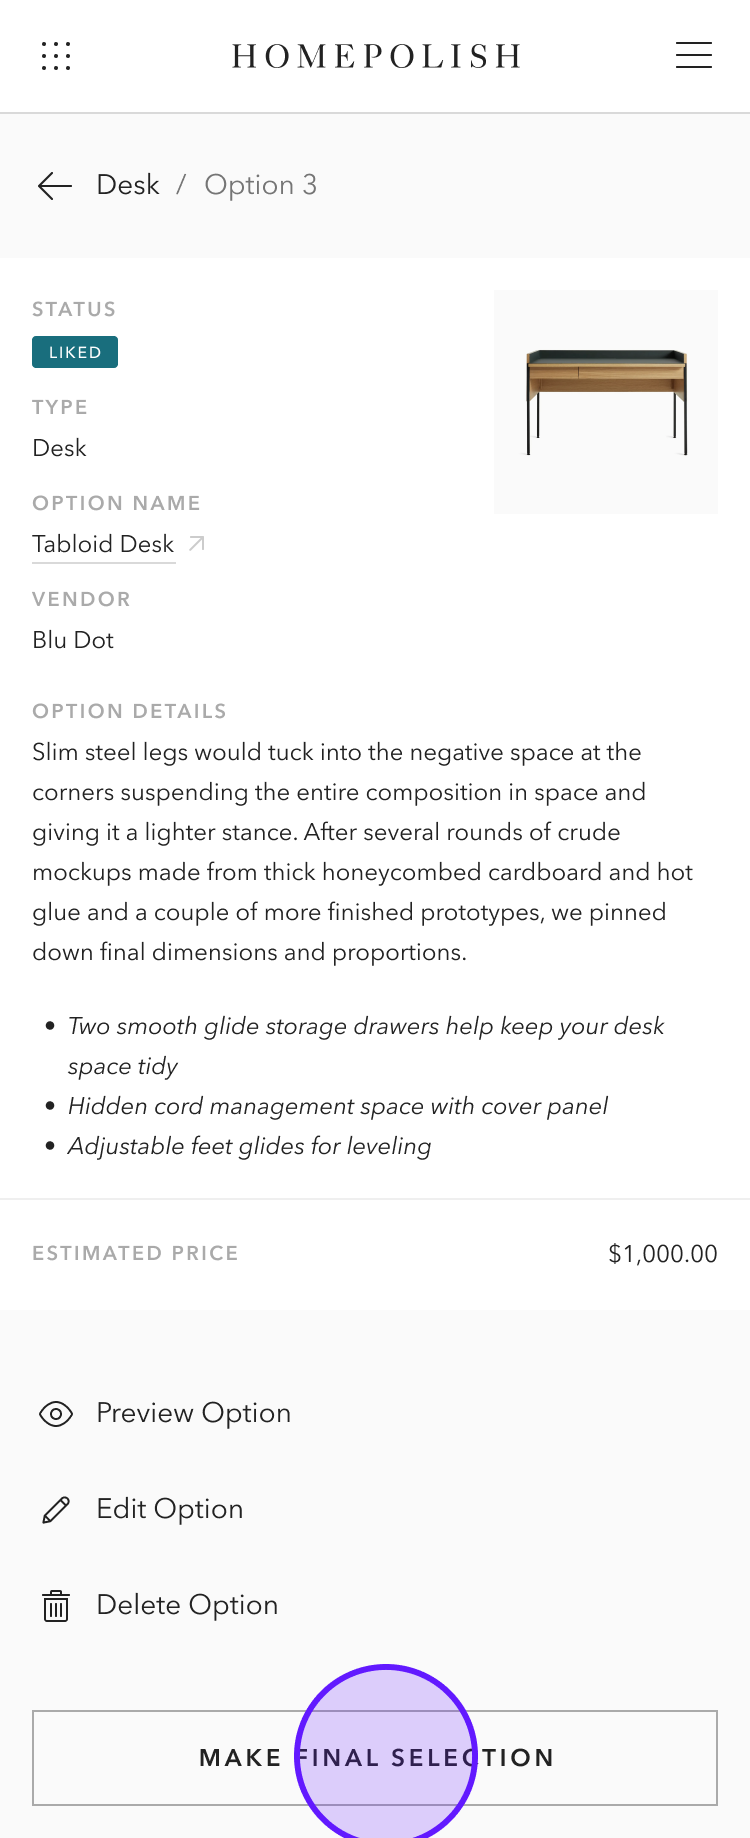 HOMEPOLISH
Desk / Option 3
STATUS
LIKED
TYPE
Desk
OPTION NAME
Tabloid Desk
VENDOR
Blu Dot
OPTION DETAILS
Slim steel legs would tuck into the negative space at the
corners suspending the entire composition in space and
giving it a lighter stance. After several rounds of crude
mockups made from thick honeycombed cardboard and hot
glue and a couple of more finished prototypes, we pinned
down final dimensions and proportions.
• Two smooth glide storage drawers help keep your desk
space tidy
• Hidden cord management space with cover panel
• Adjustable feet glides for leveling
ESTIMATED PRICE $1,000.00
Preview Option
Edit Option
Delete Option
MAKE FINAL SELECTION